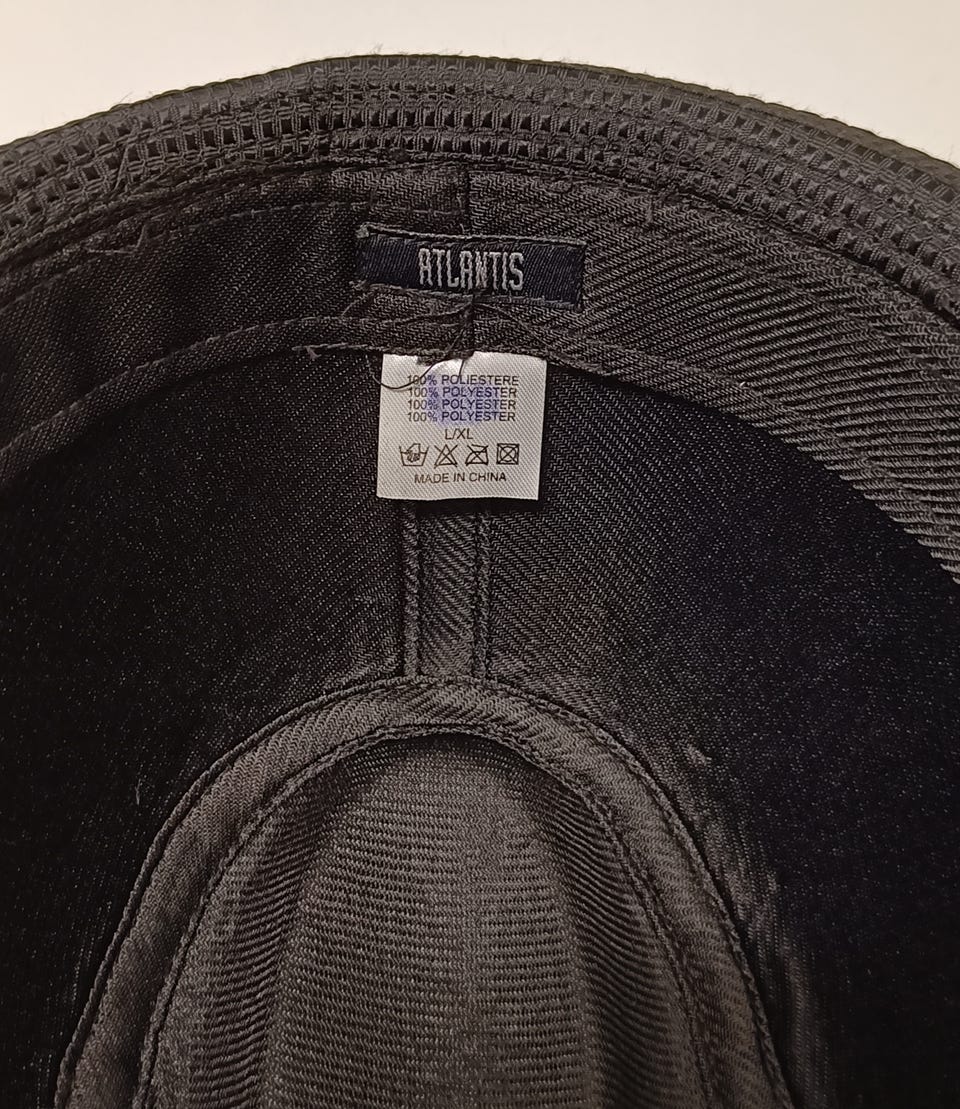 ATLANTIS
100% POLIESTERE
100% POLYESTER
100% POLYESTER
100% POLYESTER
L/XL
MADE IN CHINA